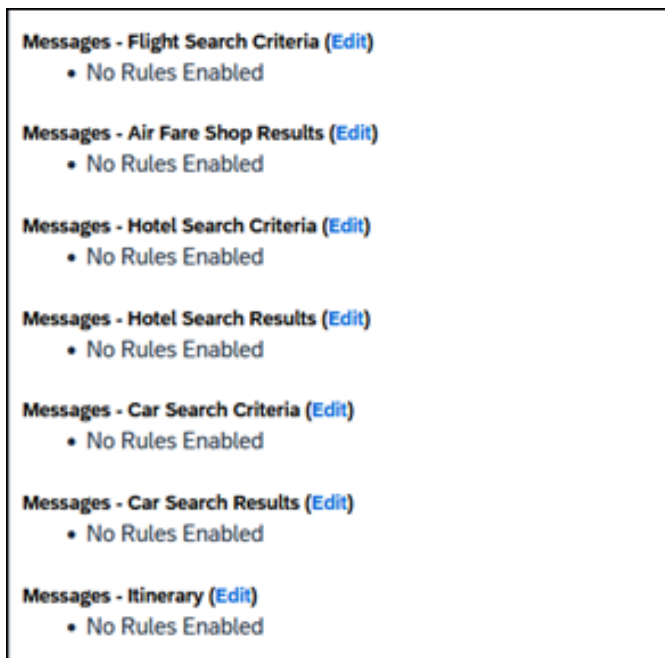 Messages - Flight Search Criteria (Edit)
• No Rules Enabled
Messages - Air Fare Shop Results (Edit)
• No Rules Enabled
Messages - Hotel Search Criteria (Edit)
• No Rules Enabled
Messages - Hotel Search Results (Edit)
• No Rules Enabled
Messages - Car Search Criteria (Edit)
• No Rules Enabled
Messages - Car Search Results (Edit)
• No Rules Enabled
Messages - Itinerary (Edit)
• No Rules Enabled